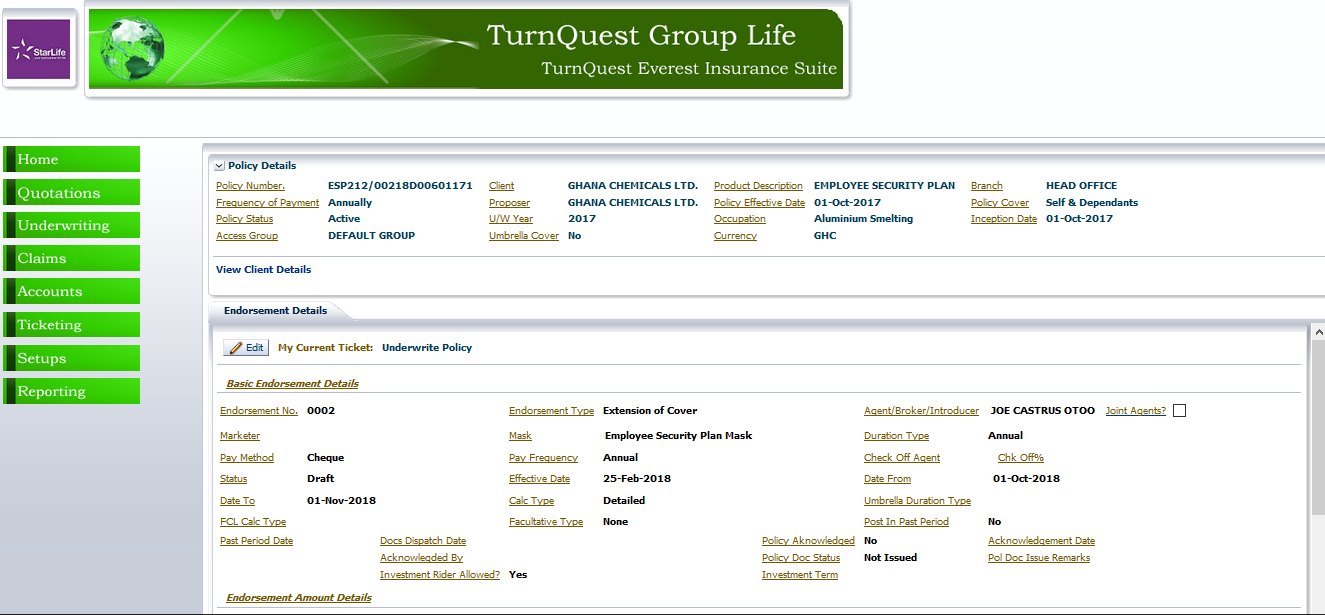 StarLife
TurnQuest Group Life
TurnQuest Everest Insurance Suite
Home
Quotations
Underwriting
Claims
Accounts
Ticketing
Setups
Reporting
Policy Details
Policy Number. ESP212/00218D00601171 Client GHANA CHEMICALS LTD. Product Description EMPLOYEE SECURITY PLAN Branch HEAD OFFICE
Frequency of Payment Annually Proposer GHANA CHEMICALS LTD. Policy Effective Date 01-Oct-2017 Policy Cover Self & Dependants
Policy Status Active U/W Year 2017 Occupation Aluminium Smelting Inception Date 01-Oct-2017
Access Group DEFAULT GROUP Umbrella Cover No Currency GHC
View Client Details
Endorsement Details
Edit My Current Ticket: Underwrite Policy
Basic Endorsement Details
Endorsement No. 0002 Endorsement Type Extension of Cover Agent/Broker/Introducer JOE CASTRUS OTOO Joint Agents?
Marketer Mask Employee Security Plan Mask Duration Type Annual
Pay Method Cheque Pay Frequency Annual Check Off Agent Chk Off%
Status Draft Effective Date 25-Feb-2018 Date From 01-Oct-2018
Date To 01-Nov-2018 Calc Type Detailed Umbrella Duration Type
FCL Calc Type Facultative Type None Post In Past Period No
Past Period Date Docs Dispatch Date Policy Aknowledged No Acknowledgement Date
Acknowlegded By Policy Doc Status Not Issued Pol Doc Issue Remarks
Investment Rider Allowed? Yes Investment Term
Endorsement Amount Details